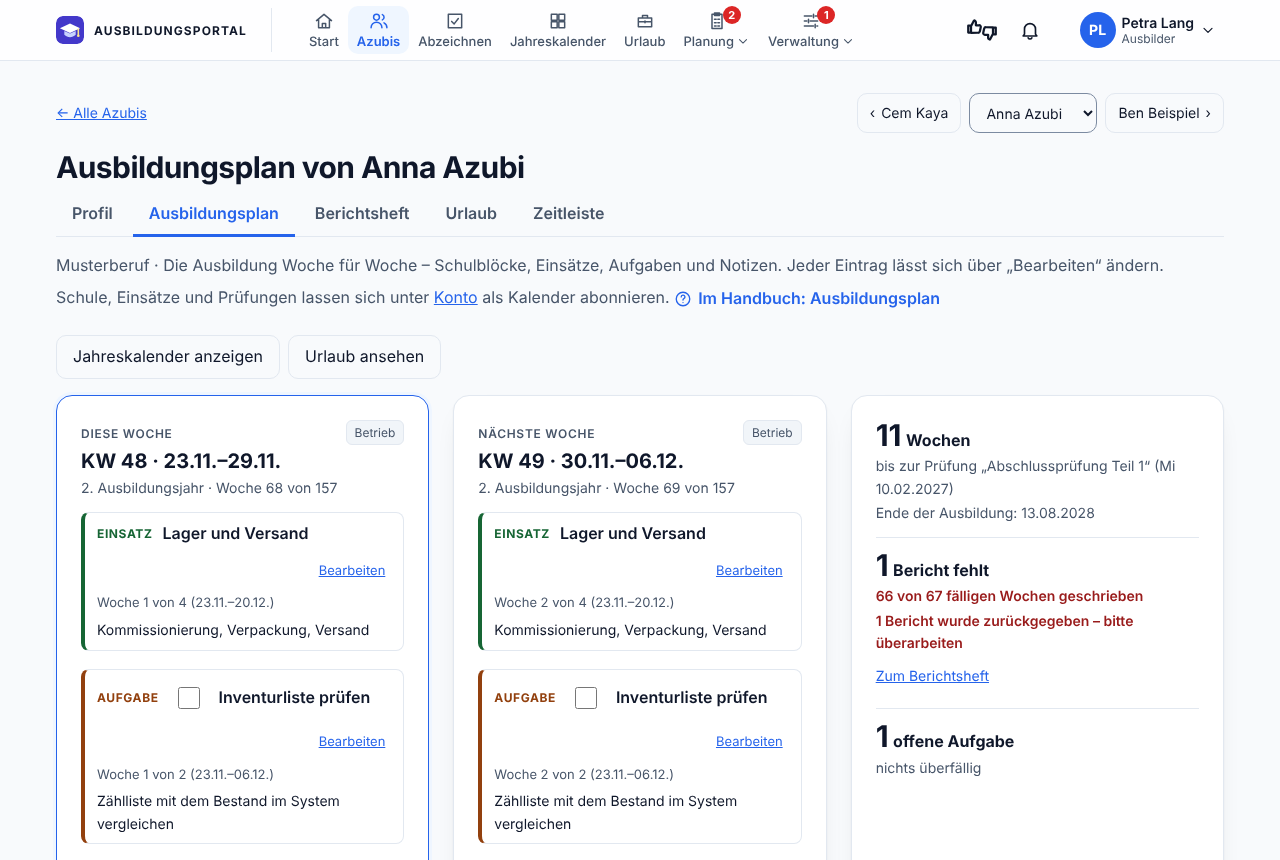 AUSBILDUNGSPORTAL
Start
Azubis
Abzeichnen
Jahreskalender
Urlaub
Planung
2
Verwaltung
1
PL
Petra Lang
Ausbilder
← Alle Azubis
‹ Cem Kaya
Anna Azubi
Ben Beispiel ›
Ausbildungsplan von Anna Azubi
Profil
Ausbildungsplan
Berichtsheft
Urlaub
Zeitleiste
Musterberuf · Die Ausbildung Woche für Woche – Schulblöcke, Einsätze, Aufgaben und Notizen. Jeder Eintrag lässt sich über „Bearbeiten“ ändern.
Schule, Einsätze und Prüfungen lassen sich unter Konto als Kalender abonnieren. Im Handbuch: Ausbildungsplan
Jahreskalender anzeigen
Urlaub ansehen
DIESE WOCHE
Betrieb
KW 48 · 23.11.–29.11.
2. Ausbildungsjahr · Woche 68 von 157
EINSATZ Lager und Versand
Bearbeiten
Woche 1 von 4 (23.11.–20.12.)
Kommissionierung, Verpackung, Versand
AUFGABE Inventurliste prüfen
Bearbeiten
Woche 1 von 2 (23.11.–06.12.)
Zählliste mit dem Bestand im System
vergleichen
NÄCHSTE WOCHE
Betrieb
KW 49 · 30.11.–06.12.
2. Ausbildungsjahr · Woche 69 von 157
EINSATZ Lager und Versand
Bearbeiten
Woche 2 von 4 (23.11.–20.12.)
Kommissionierung, Verpackung, Versand
AUFGABE Inventurliste prüfen
Bearbeiten
Woche 2 von 2 (23.11.–06.12.)
Zählliste mit dem Bestand im System
vergleichen
11 Wochen
bis zur Prüfung „Abschlussprüfung Teil 1“ (Mi
10.02.2027)
Ende der Ausbildung: 13.08.2028
1 Bericht fehlt
66 von 67 fälligen Wochen geschrieben
1 Bericht wurde zurückgegeben – bitte
überarbeiten
Zum Berichtsheft
1 offene Aufgabe
nichts überfällig